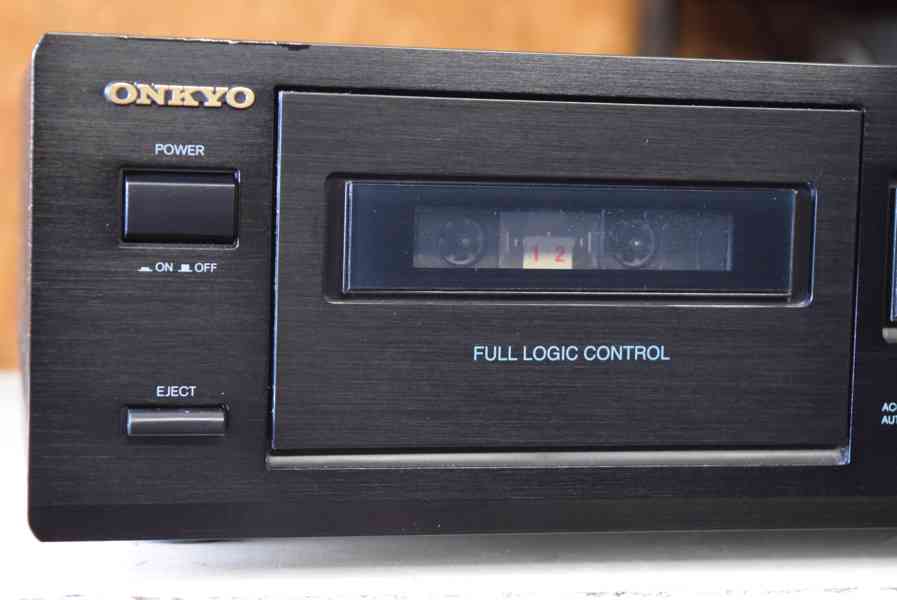 ONKYO
POWER
ON OFF
1 2
FULL LOGIC CONTROL
EJECT